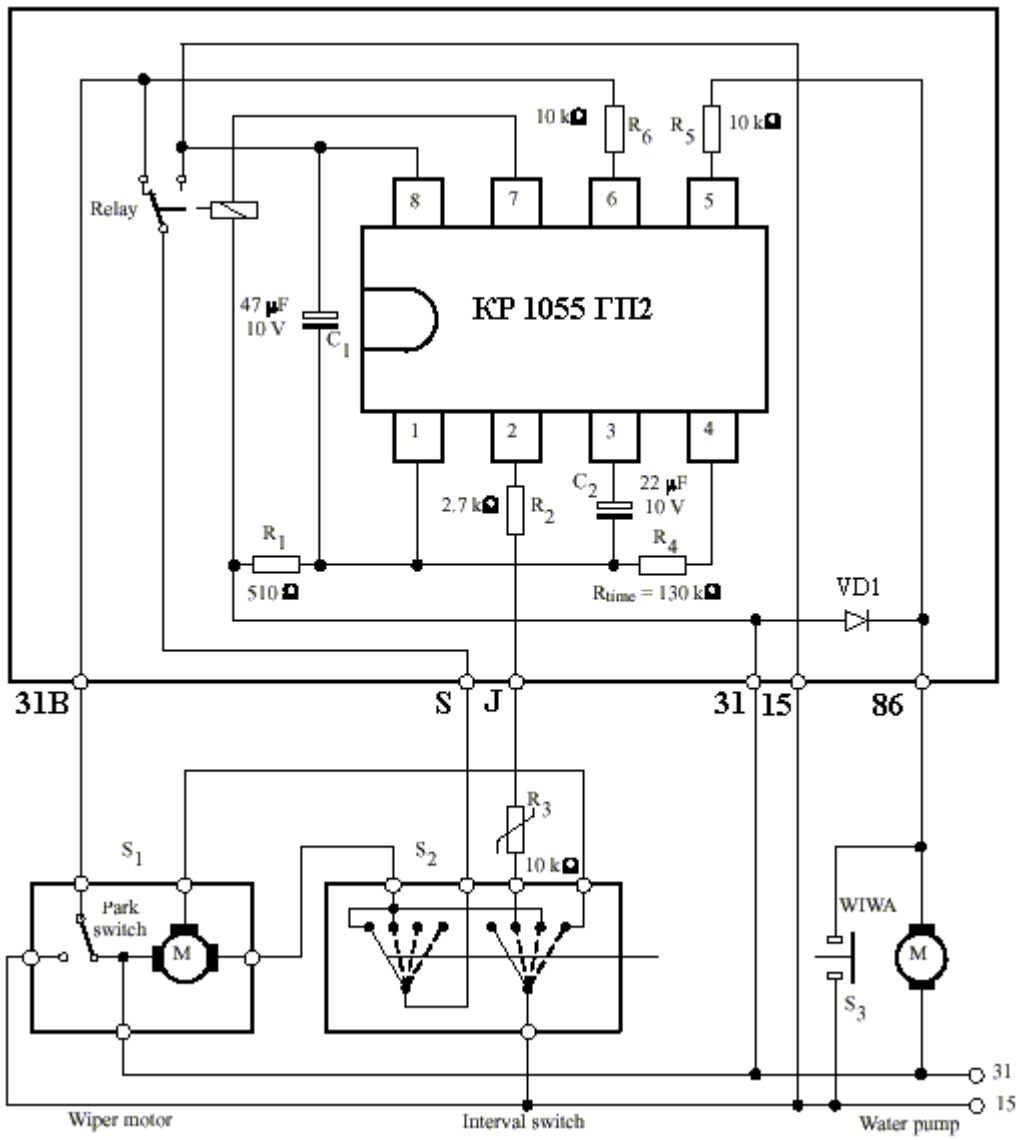 10 kΩ
R6
R5
10 kΩ
8
7
6
5
Relay
47 µF
10 V
C1
КР 1055 ГП2
1
2
3
4
2.7 kΩ
R2
C2
22 µF
10 V
R1
510 Ω
R4
Rtime = 130 kΩ
VD1
31B
S
J
31
15
86
R3
10 kΩ
S1
S2
Park
switch
M
WIWA
M
S3
31
15
Wiper motor
Interval switch
Water pump